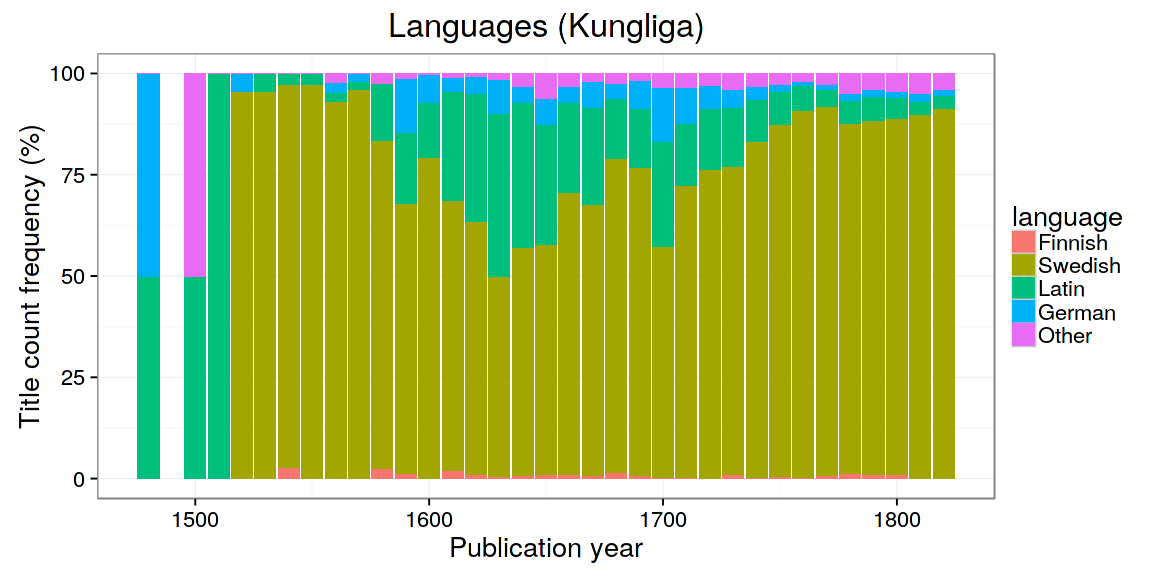 Languages (Kungliga)
Title count frequency (%)
100
75
50
25
0
1500 1600 1700 1800
Publication year
language
Finnish
Swedish
Latin
German
Other